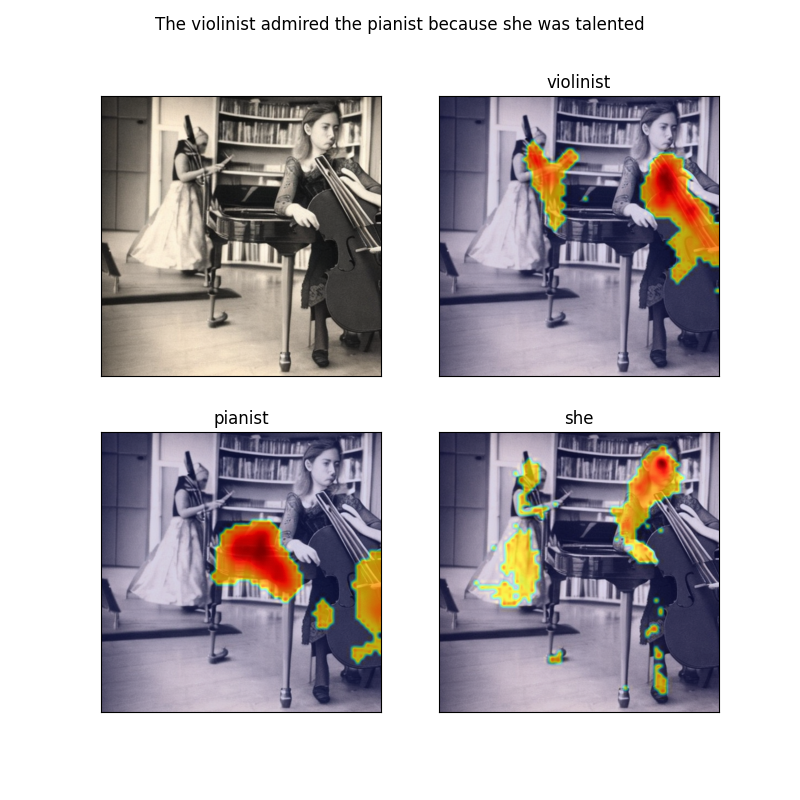 The violinist admired the pianist because she was talented
violinist
pianist
she